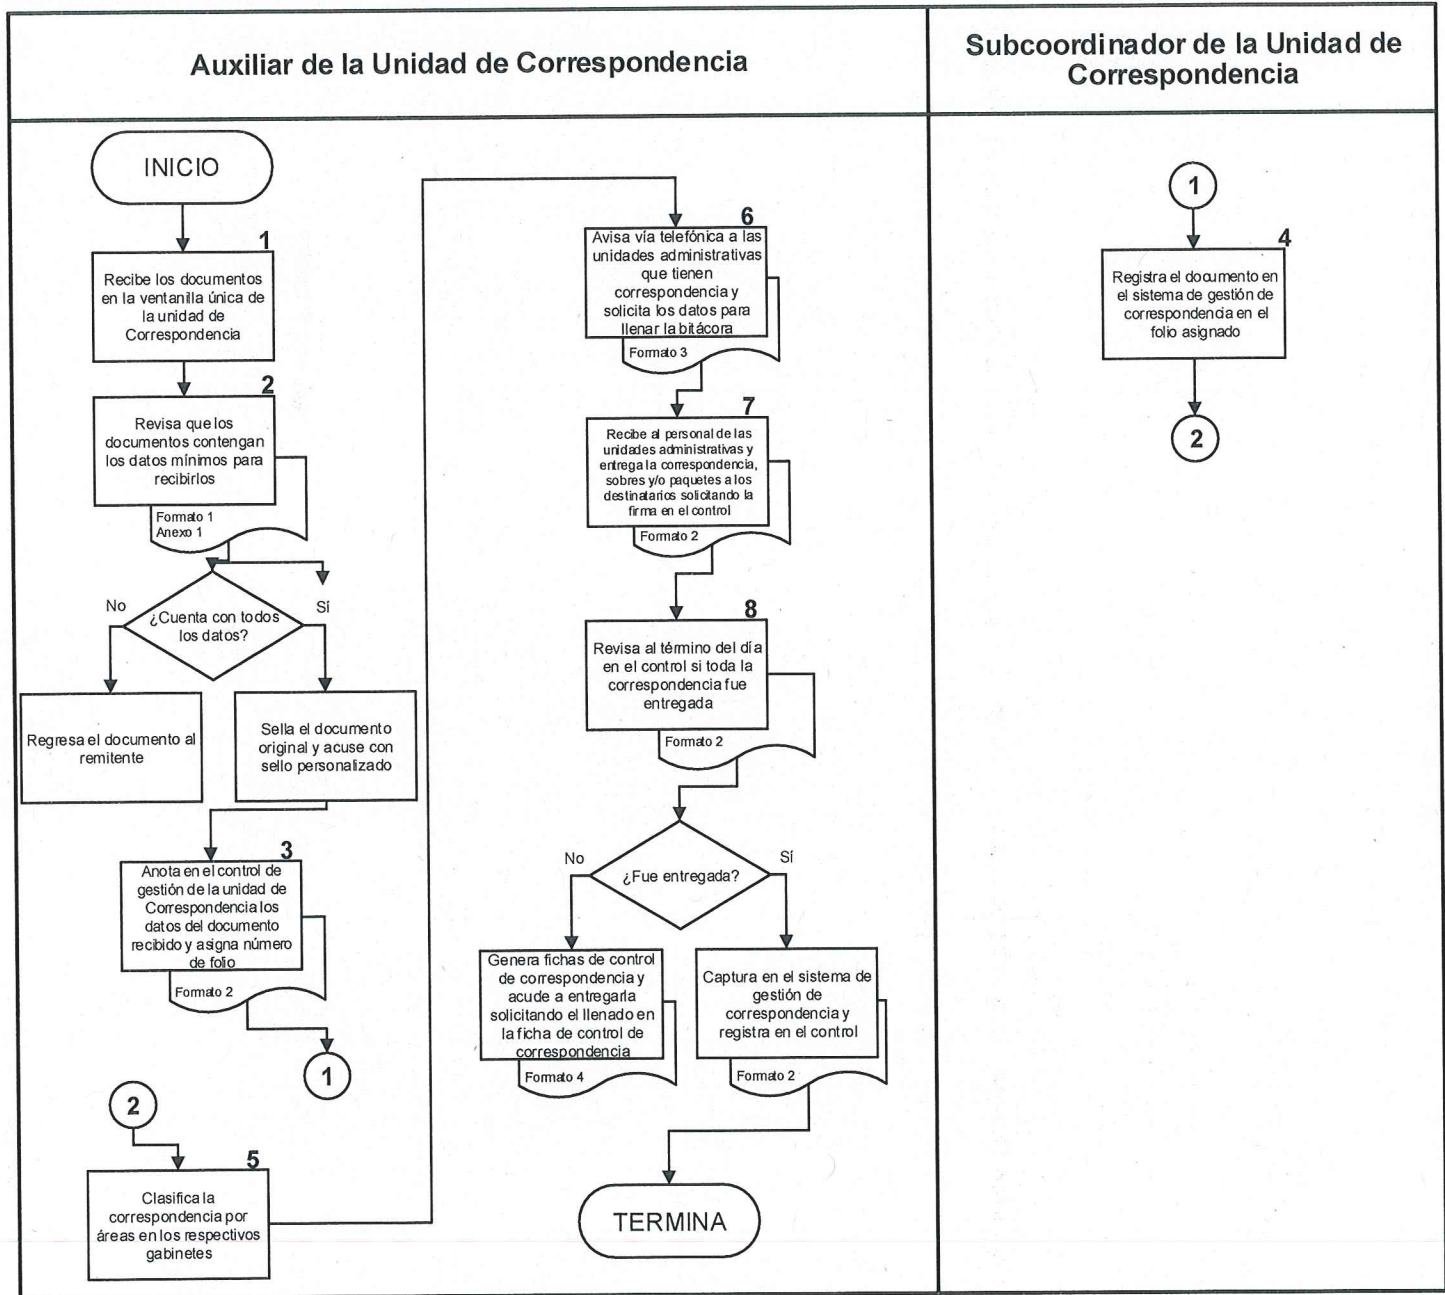 Auxiliar de la Unidad de Correspondencia
Subcoordinador de la Unidad de
Correspondencia
INICIO
1
Recibe los documentos
en la ventanilla única de
la unidad de
Correspondencia
2
Revisa que los
documentos contengan
los datos mínimos para
recibirlos
Formato 1
Anexo 1
No
¿Cuenta con todos
los datos?
Sí
Regresa el documento al
remitente
Sella el documento
original y acuse con
sello personalizado
3
Anota en el control de
gestión de la unidad de
Correspondencia los
datos del documento
recibido y asigna número
de folio
Formato 2
1
2
5
Clasifica la
correspondencia por
áreas en los respectivos
gabinetes
6
Avisa vía telefónica a las
unidades administrativas
que tienen
correspondencia y
solicita los datos para
llenar la bitácora
Formato 3
7
Recibe al personal de las
unidades administrativas y
entrega la correspondencia,
sobres y/o paquetes a los
destinatarios solicitando la
firma en el control
Formato 2
8
Revisa al término del día
en el control si toda la
correspondencia fue
entregada
Formato 2
No
¿Fue entregada?
Sí
Genera fichas de control
de correspondencia y
acude a entregarla
solicitando el llenado en
la ficha de control de
correspondencia
Formato 4
Captura en el sistema de
gestión de
correspondencia y
registra en el control
Formato 2
TERMINA
1
4
Registra el documento en
el sistema de gestión de
correspondencia en el
folio asignado
2